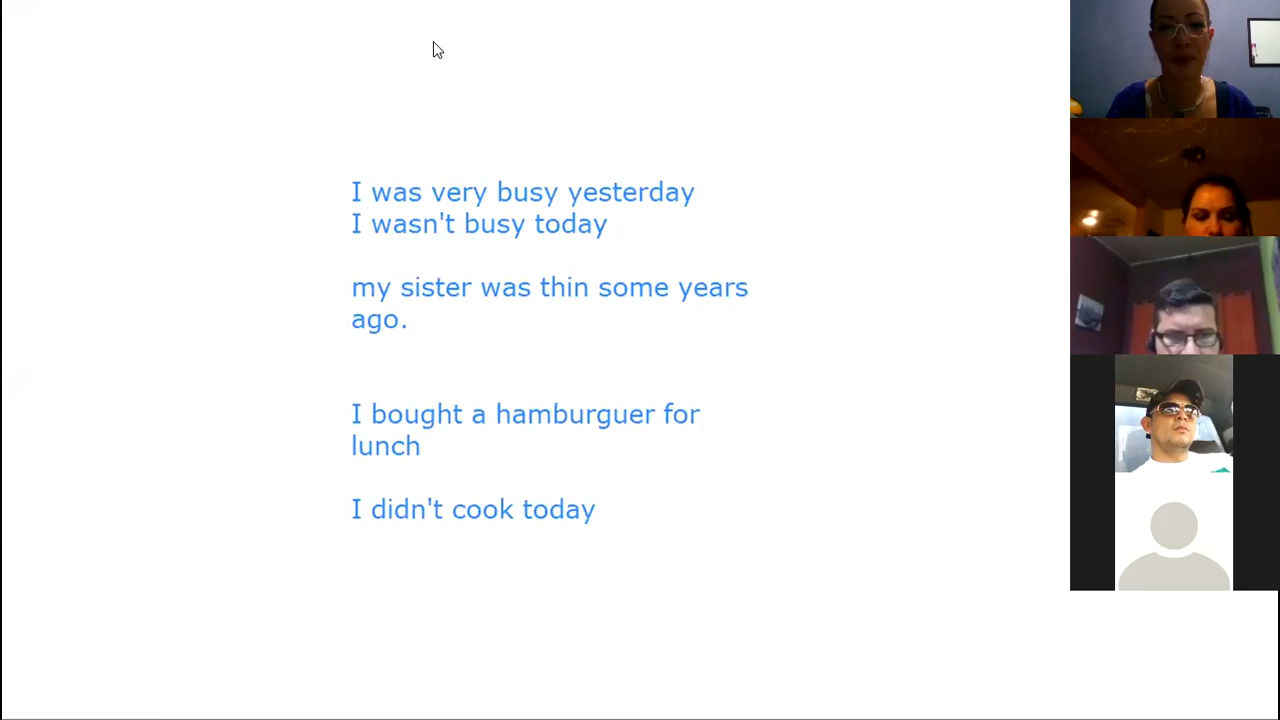 I was very busy yesterday
I wasn't busy today
my sister was thin some years
ago.
I bought a hamburguer for
lunch
I didn't cook today